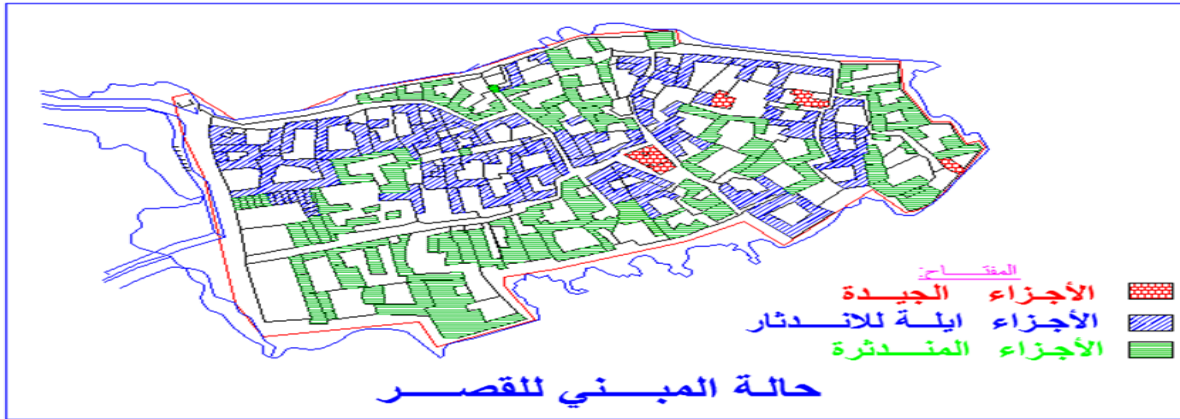 المفتاح:
الأجزاء الجيدة
الأجزاء ايلة للاندثار
الأجزاء المندثرة
حالة المبني للقصر